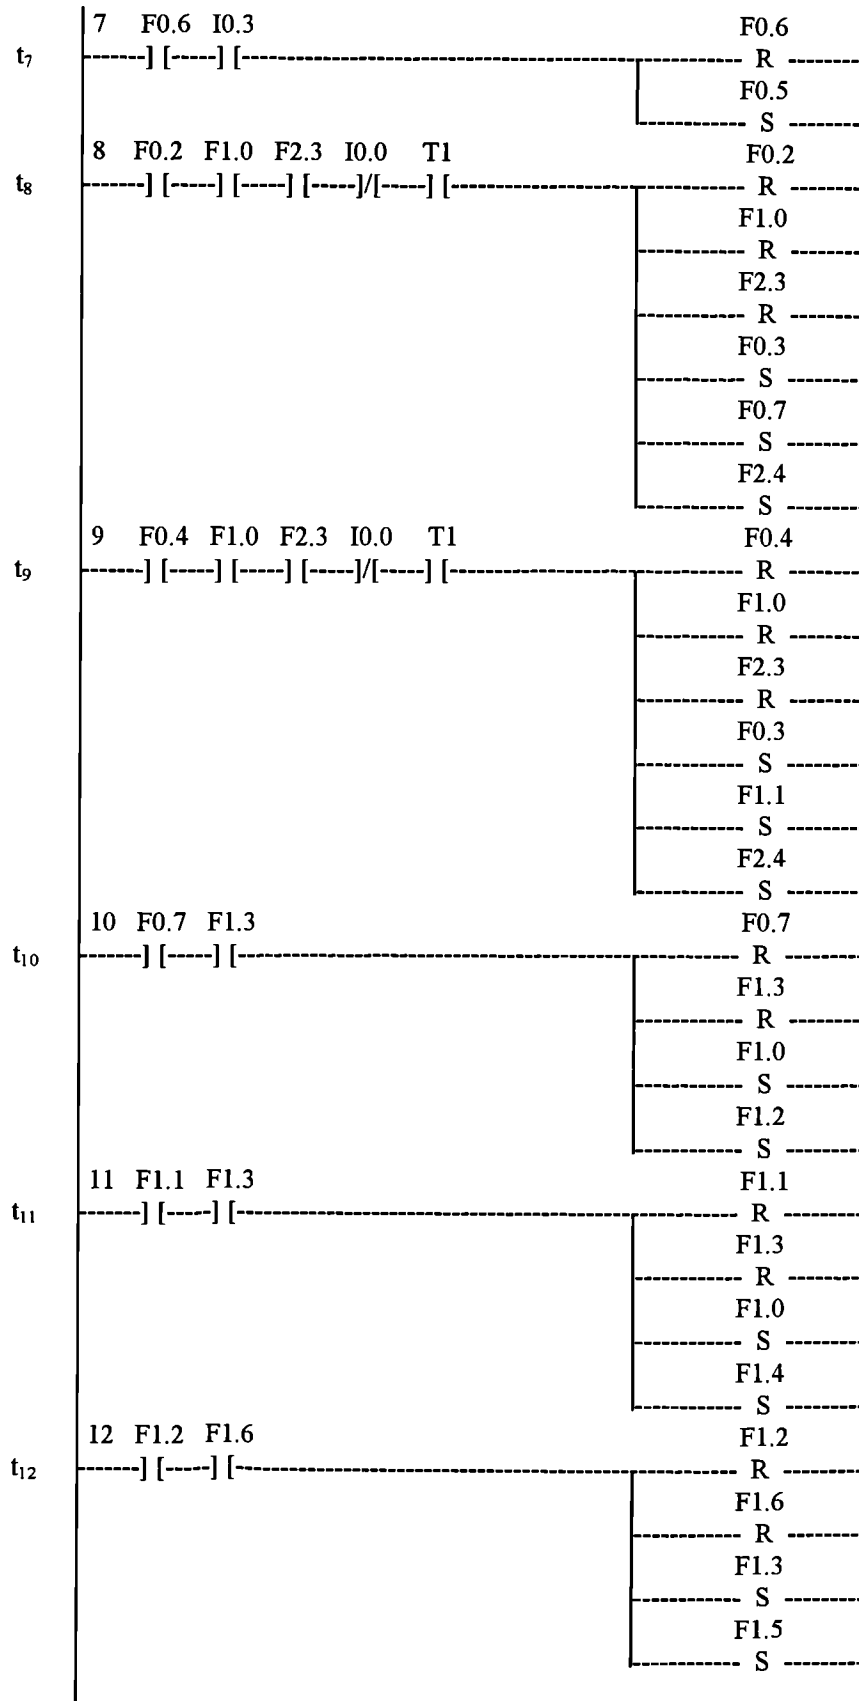 7 F0.6 I0.3 F0.6
t₇ ------] [-----] [------ R ------
F0.5
------ S ------
8 F0.2 F1.0 F2.3 I0.0 T1 F0.2
t₈ ------] [-----] [-----] [-----]/[-----] [------ R ------
F1.0
------ R ------
F2.3
------ R ------
F0.3
------ S ------
F0.7
------ S ------
F2.4
------ S ------
9 F0.4 F1.0 F2.3 I0.0 T1 F0.4
t₉ ------] [-----] [-----] [-----]/[-----] [------ R ------
F1.0
------ R ------
F2.3
------ R ------
F0.3
------ S ------
F1.1
------ S ------
F2.4
------ S ------
10 F0.7 F1.3 F0.7
t₁₀ ------] [-----] [------ R ------
F1.3
------ R ------
F1.0
------ S ------
F1.2
------ S ------
11 F1.1 F1.3 F1.1
t₁₁ ------] [-----] [------ R ------
F1.3
------ R ------
F1.0
------ S ------
F1.4
------ S ------
12 F1.2 F1.6 F1.2
t₁₂ ------] [-----] [------ R ------
F1.6
------ R ------
F1.3
------ S ------
F1.5
------ S ------